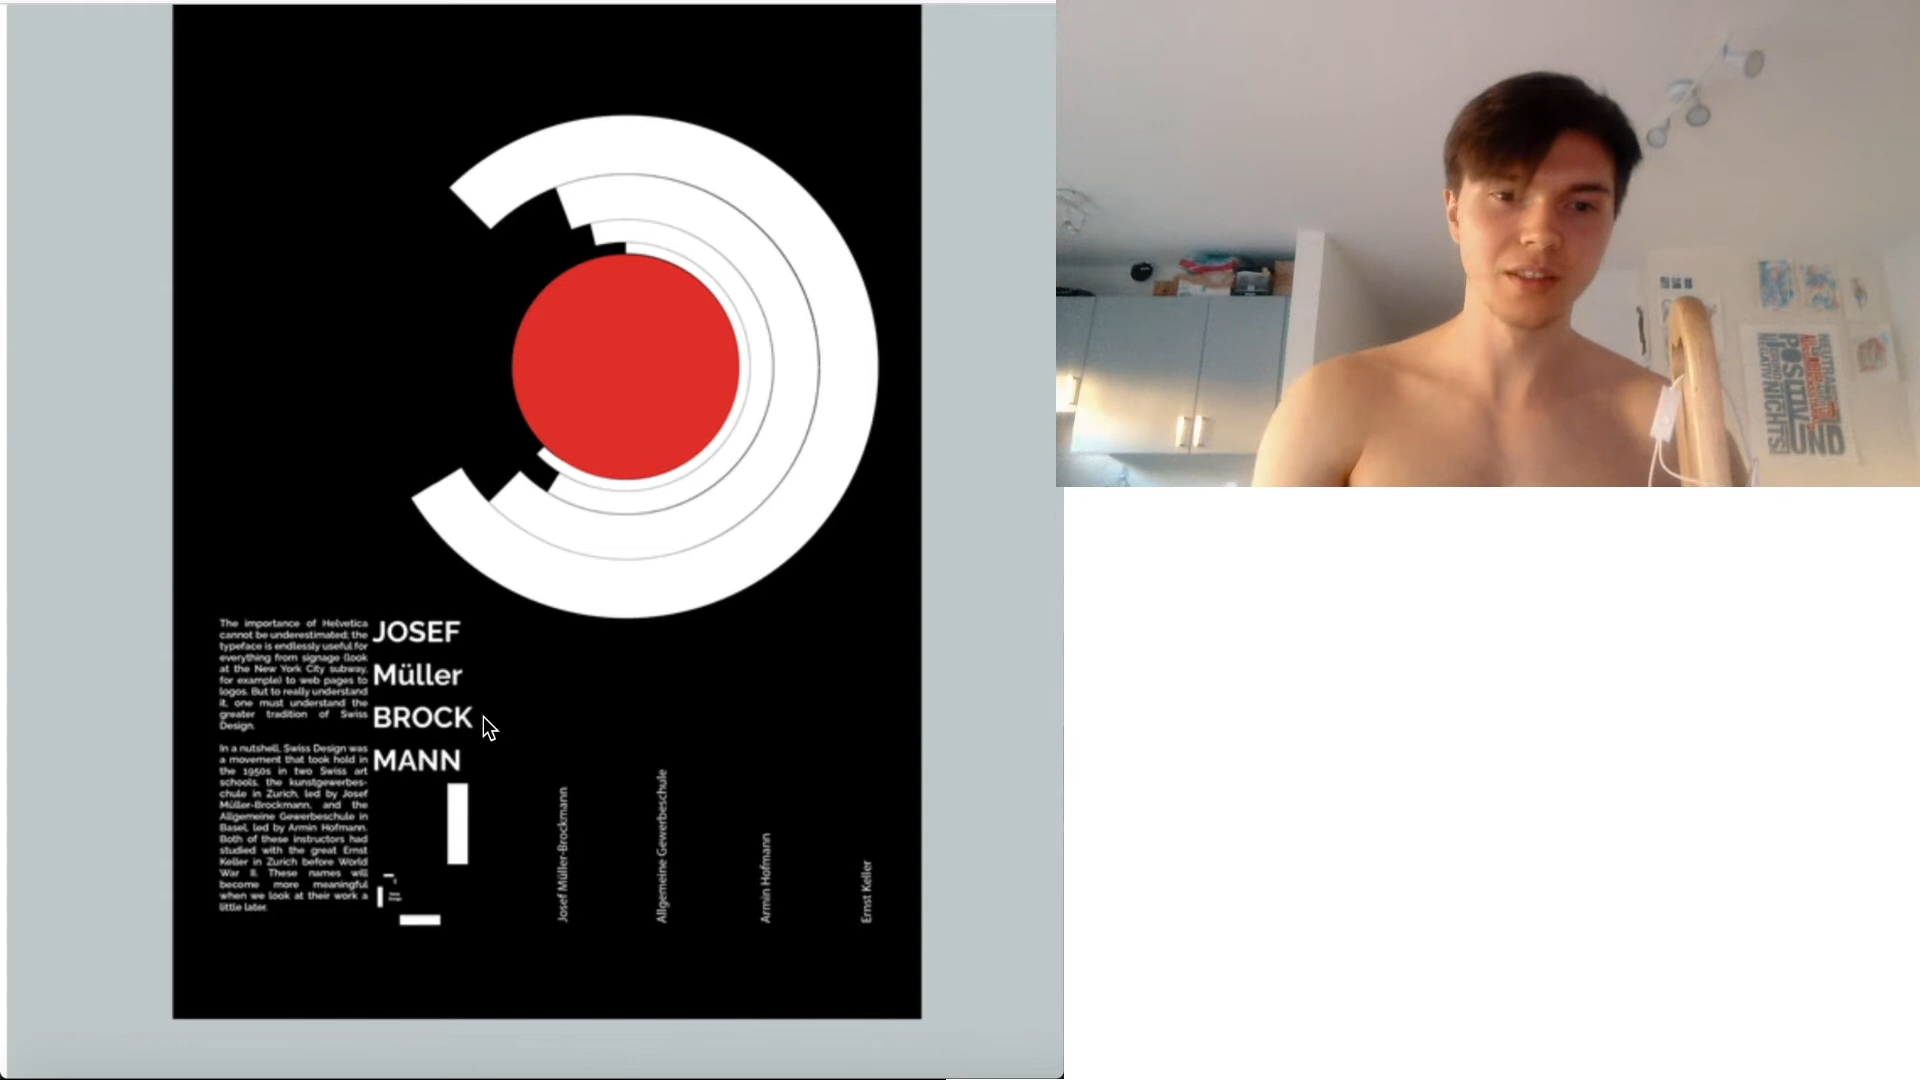 The importance of Helvetica
cannot be underestimated; the
typeface is endlessly useful for
everything from signage (look
at the New York City subway,
for example) to web pages to
logos. But to really understand
it, one must understand the
greater tradition of Swiss
Design.
In a nutshell, Swiss Design was
a movement that took hold in
the 1950s in two Swiss art
schools, the kunstgewerbes-
chule in Zurich, led by Josef
Müller-Brockmann, and the
Allgemeine Gewerbeschule in
Basel, led by Armin Hofmann.
Both of these instructors had
studied with the great Ernst
Keller in Zurich before World
War II. These names will
become more meaningful
when we look at their work a
little later.
JOSEF
Müller
BROCK
MANN
Josef Müller-Brockmann
Allgemeine Gewerbeschule
Armin Hofmann
Ernst Keller
NEGATIV
NICHTS
POSITIV
UND